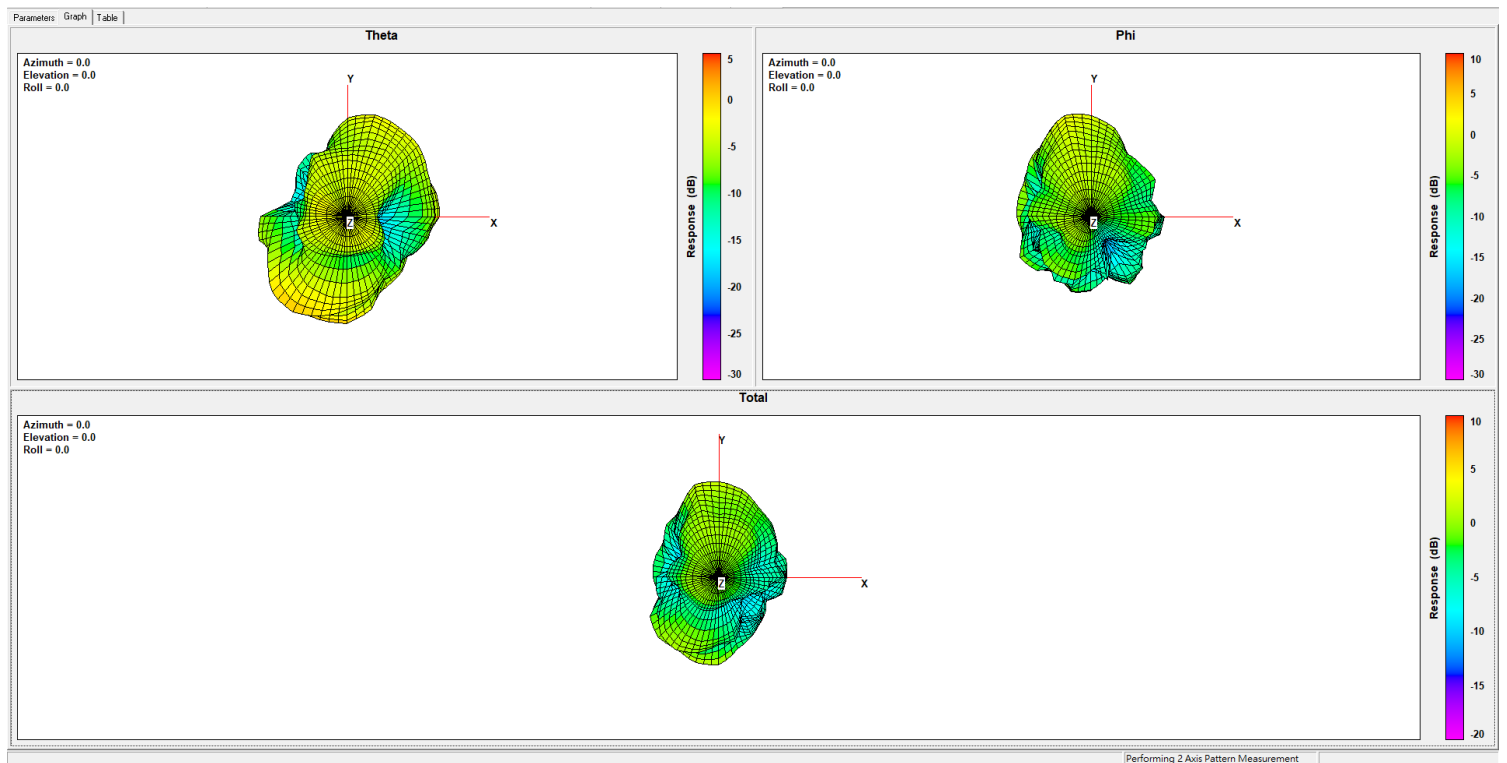 Parameters Graph Table
Theta
Azimuth = 0.0
Elevation = 0.0
Roll = 0.0
Y
X
Z
Response (dB)
5
0
-5
-10
-15
-20
-25
-30
Phi
Azimuth = 0.0
Elevation = 0.0
Roll = 0.0
Y
X
Z
Response (dB)
10
5
0
-5
-10
-15
-20
-25
-30
Total
Azimuth = 0.0
Elevation = 0.0
Roll = 0.0
Y
X
Z
Response (dB)
10
5
0
-5
-10
-15
-20
Performing 2 Axis Pattern Measurement